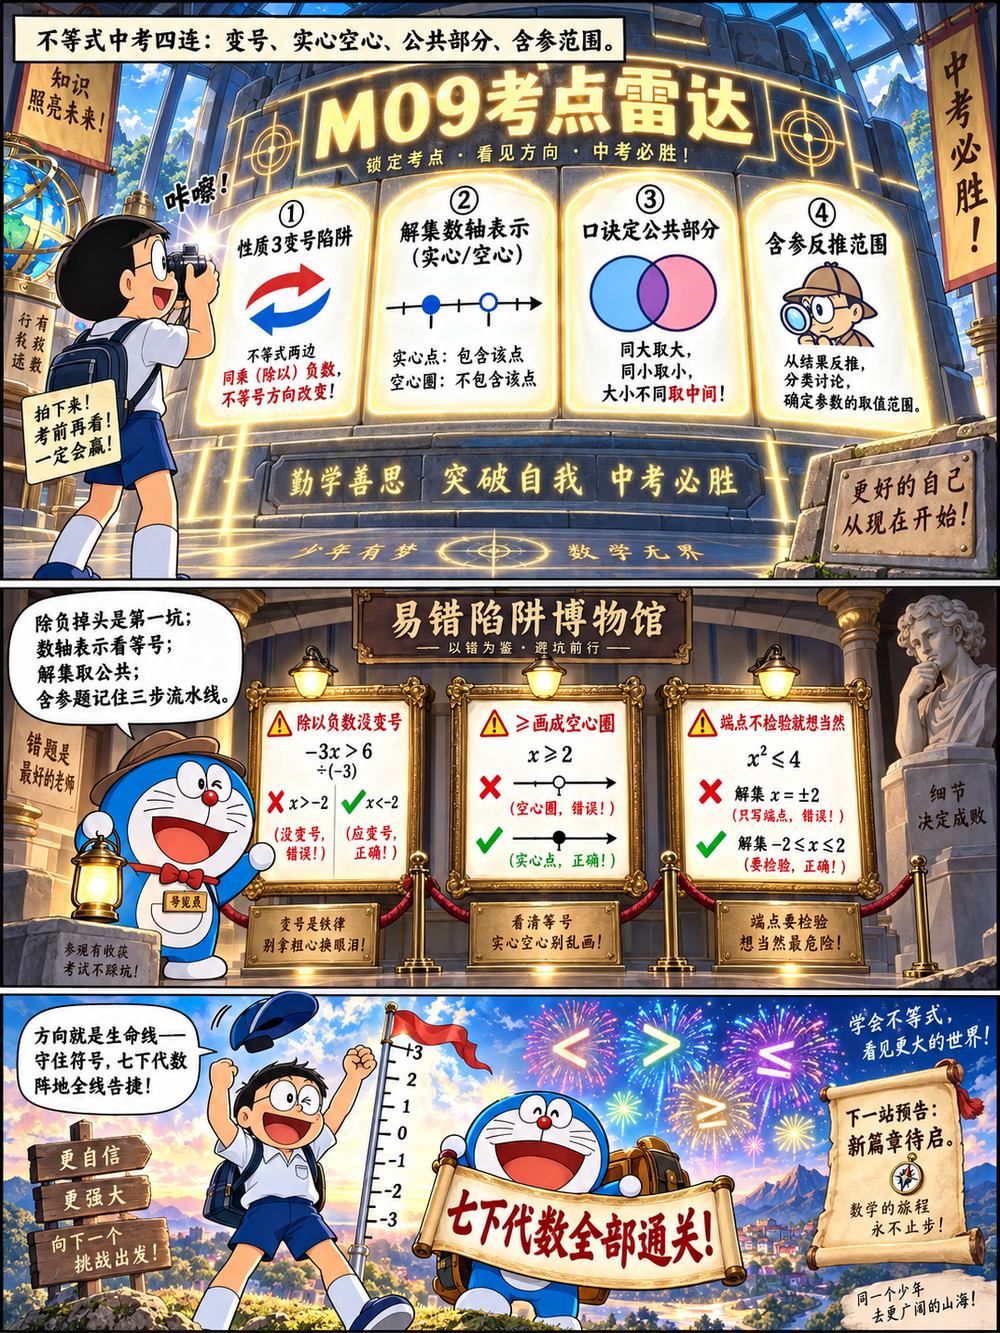 不等式中考四连：变号、实心空心、公共部分、含参范围。
知识
照亮未来！
M09考点雷达
锁定考点·看见方向·中考必胜！
中考必胜！
咔嚓！
①
性质3变号陷阱
不等式两边
同乘（除以）负数，
不等号方向改变！
②
解集数轴表示
（实心/空心）
实心点：包含该点
空心圈：不包含该点
③
口诀定公共部分
同大取大，
同小取小，
大小不同取中间！
④
含参反推范围
从结果反推，
分类讨论，
确定参数的取值范围。
拍下来！
考前再看！
一定会赢！
勤学善思 突破自我 中考必胜
少年有梦 数学无界
更好的自己
从现在开始！
除负掉头是第一坑；
数轴表示看等号；
解集取公共；
含参题记住三步流水线。
易错陷阱博物馆
以错为鉴·避坑前行
错题是
最好的老师
除以负数没变号
-3x>6
÷(-3)
x>-2
（没变号，
错误！）
x<-2
（应变号，
正确！）
变号是铁律
别拿粗心换眼泪！
≥画成空心圈
x≥2
（空心圈，错误！）
（实心点，正确！）
看清等号
实心空心别乱画！
端点不检验就想当然
x²≤4
解集 x=±2
（只写端点，错误！）
解集 -2≤x≤2
（要检验，正确！）
端点要检验
想当然最危险！
细节
决定成败
参观有收获
考试不踩坑！
方向就是生命线——
守住符号，七下代数
阵地全线告捷！
+3
2
1
0
-1
-2
-3
< > ≤
≥
学会不等式，
看见更大的世界！
更自信
更强大
向下一个
挑战出发！
七下代数全部通关！
下一站预告：
新篇章待启。
数学的旅程
永不止步！
同一个少年
去更广阔的山海！